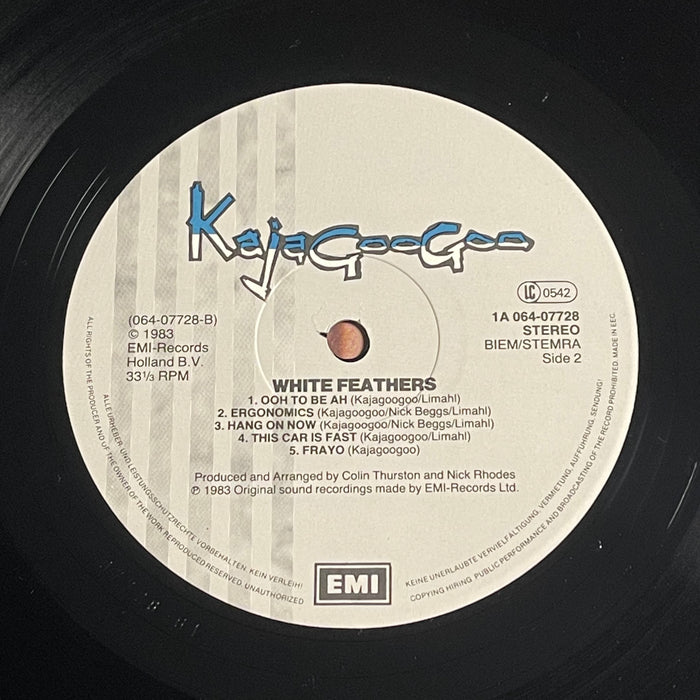 KajaGooGoo
LC 0542
(064-07728-B)
© 1983
EMI-Records
Holland B.V.
33⅓ RPM
1A 064-07728
STEREO
BIEM/STEMRA
Side 2
WHITE FEATHERS
1. OOH TO BE AH (Kajagoogoo/Limahl)
2. ERGONOMICS (Kajagoogoo/Nick Beggs/Limahl)
3. HANG ON NOW (Kajagoogoo/Nick Beggs/Limahl)
4. THIS CAR IS FAST (Kajagoogoo/Limahl)
5. FRAYO (Kajagoogoo)
Produced and Arranged by Colin Thurston and Nick Rhodes
℗ 1983 Original sound recordings made by EMI-Records Ltd.
EMI
ALLE URHEBER- UND LEISTUNGSSCHUTZRECHTE VORBEHALTEN. KEIN VERLEIH! KEINE UNERLAUBTE VERVIELFÄLTIGUNG, VERMIETUNG, AUFFÜHRUNG, SENDUNG!
ALL RIGHTS OF THE PRODUCER AND OF THE OWNER OF THE WORK REPRODUCED RESERVED. UNAUTHORIZED COPYING HIRING PUBLIC PERFORMANCE AND BROADCASTING OF THE RECORD PROHIBITED. MADE IN EEC.